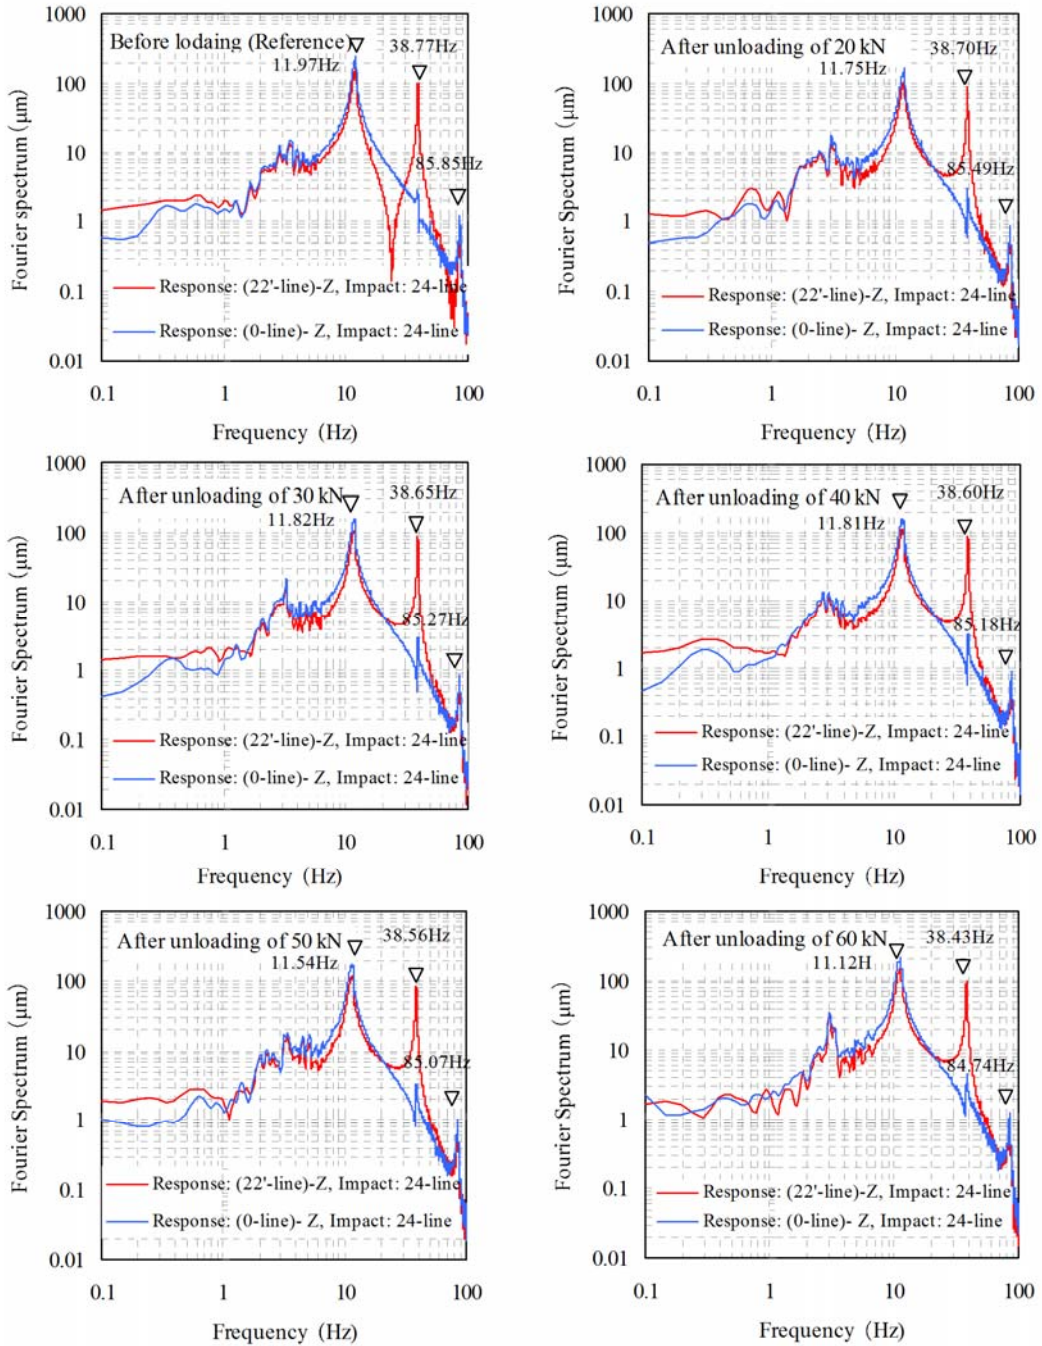 Before lodaing (Reference)
38.77Hz
11.97Hz
85.85Hz
Response: (22'-line)-Z, Impact: 24-line
Response: (0-line)- Z, Impact: 24-line
1000
100
10
1
0.1
0.01
0.1
1
10
100
Fourier spectrum (μm)
Frequency (Hz)
After unloading of 20 kN
38.70Hz
11.75Hz
85.49Hz
Response: (22'-line)-Z, Impact: 24-line
Response: (0-line)- Z, Impact: 24-line
1000
100
10
1
0.1
0.01
0.1
1
10
100
Fourier Spectrum (μm)
Frequency (Hz)
After unloading of 30 kN
38.65Hz
11.82Hz
85.27Hz
Response: (22'-line)-Z, Impact: 24-line
Response: (0-line)- Z, Impact: 24-line
1000
100
10
1
0.1
0.01
0.1
1
10
100
Fourier Spectrum (μm)
Frequency (Hz)
After unloading of 40 kN
38.60Hz
11.81Hz
85.18Hz
Response: (22'-line)-Z, Impact: 24-line
Response: (0-line)- Z, Impact: 24-line
1000
100
10
1
0.1
0.01
0.1
1
10
100
Fourier Spectrum (μm)
Frequency (Hz)
After unloading of 50 kN
38.56Hz
11.54Hz
85.07Hz
Response: (22'-line)-Z, Impact: 24-line
Response: (0-line)- Z, Impact: 24-line
1000
100
10
1
0.1
0.01
0.1
1
10
100
Fourier Spectrum (μm)
Frequency (Hz)
After unloading of 60 kN
38.43Hz
11.12H
84.74Hz
Response: (22'-line)-Z, Impact: 24-line
Response: (0-line)- Z, Impact: 24-line
1000
100
10
1
0.1
0.01
0.1
1
10
100
Fourier Spectrum (μm)
Frequency (Hz)